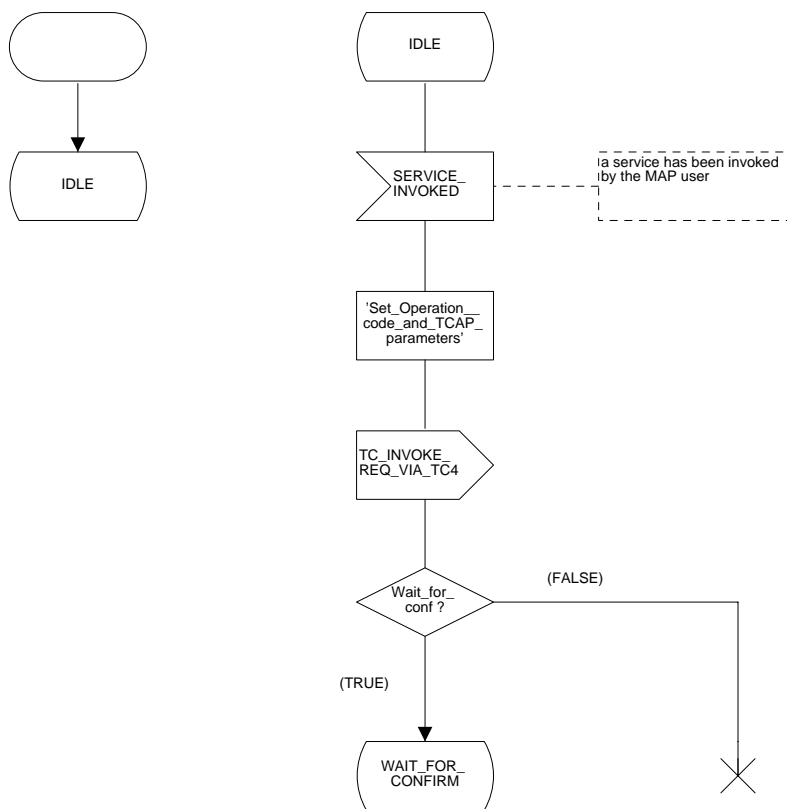 IDLE
IDLE
SERVICE_
INVOKED
a service has been invoked
by the MAP user
'Set_Operation__
code_and_TCAP_
parameters'
TC_INVOKE_
REQ_VIA_TC4
Wait_for_
conf ?
(FALSE)
(TRUE)
WAIT_FOR_
CONFIRM